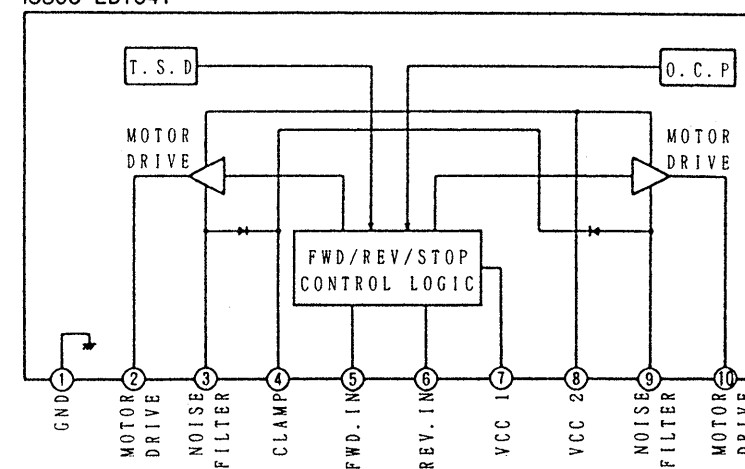 T.S.D
O.C.P
MOTOR
DRIVE
MOTOR
DRIVE
FWD/REV/STOP
CONTROL LOGIC
1
2
3
4
5
6
7
8
9
10
GND
MOTOR
DRIVE
NOISE
FILTER
CLAMP
FWD.IN
REV.IN
VCC 1
VCC 2
NOISE
FILTER
MOTOR
DRIVE